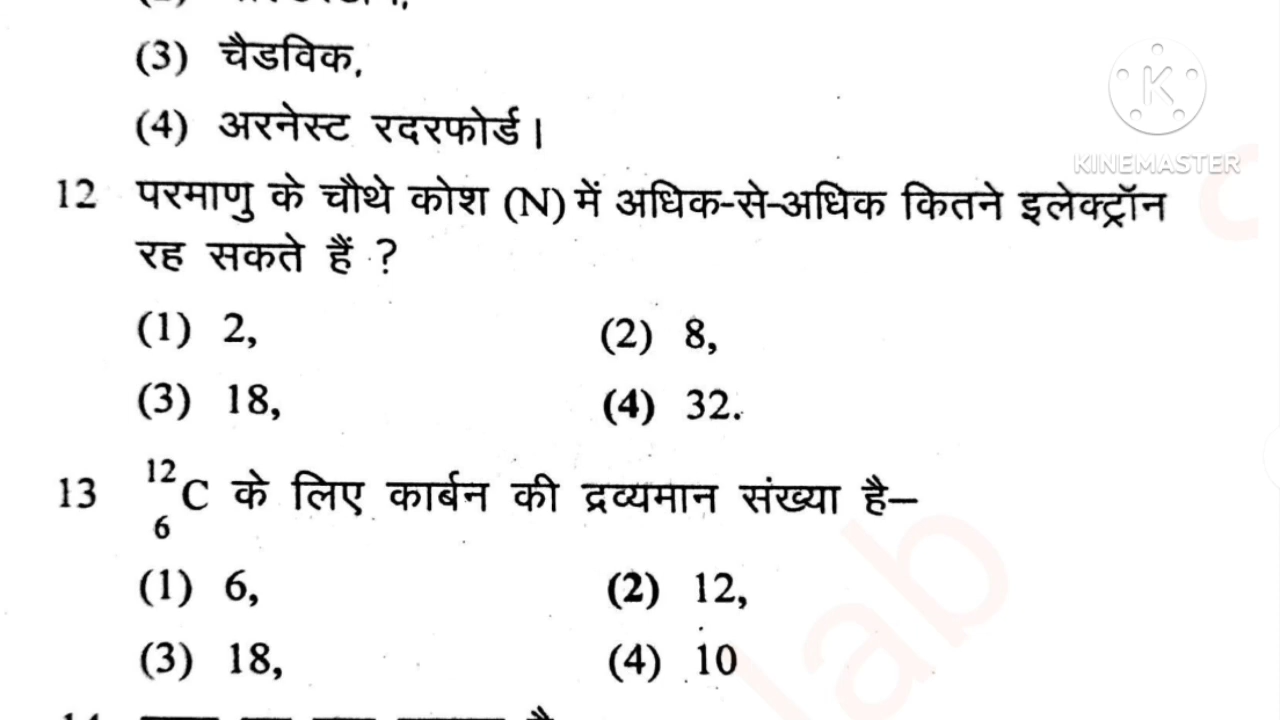 (3) चैडविक,
(4) अरनेस्ट रदरफोर्ड।
KINEMASTER
12 परमाणु के चौथे कोश (N) में अधिक-से-अधिक कितने इलेक्ट्रॉन
रह सकते हैं ?
(1) 2, (2) 8,
(3) 18, (4) 32.
13 ¹²₆C के लिए कार्बन की द्रव्यमान संख्या है–
(1) 6, (2) 12,
(3) 18, (4) 10
lab